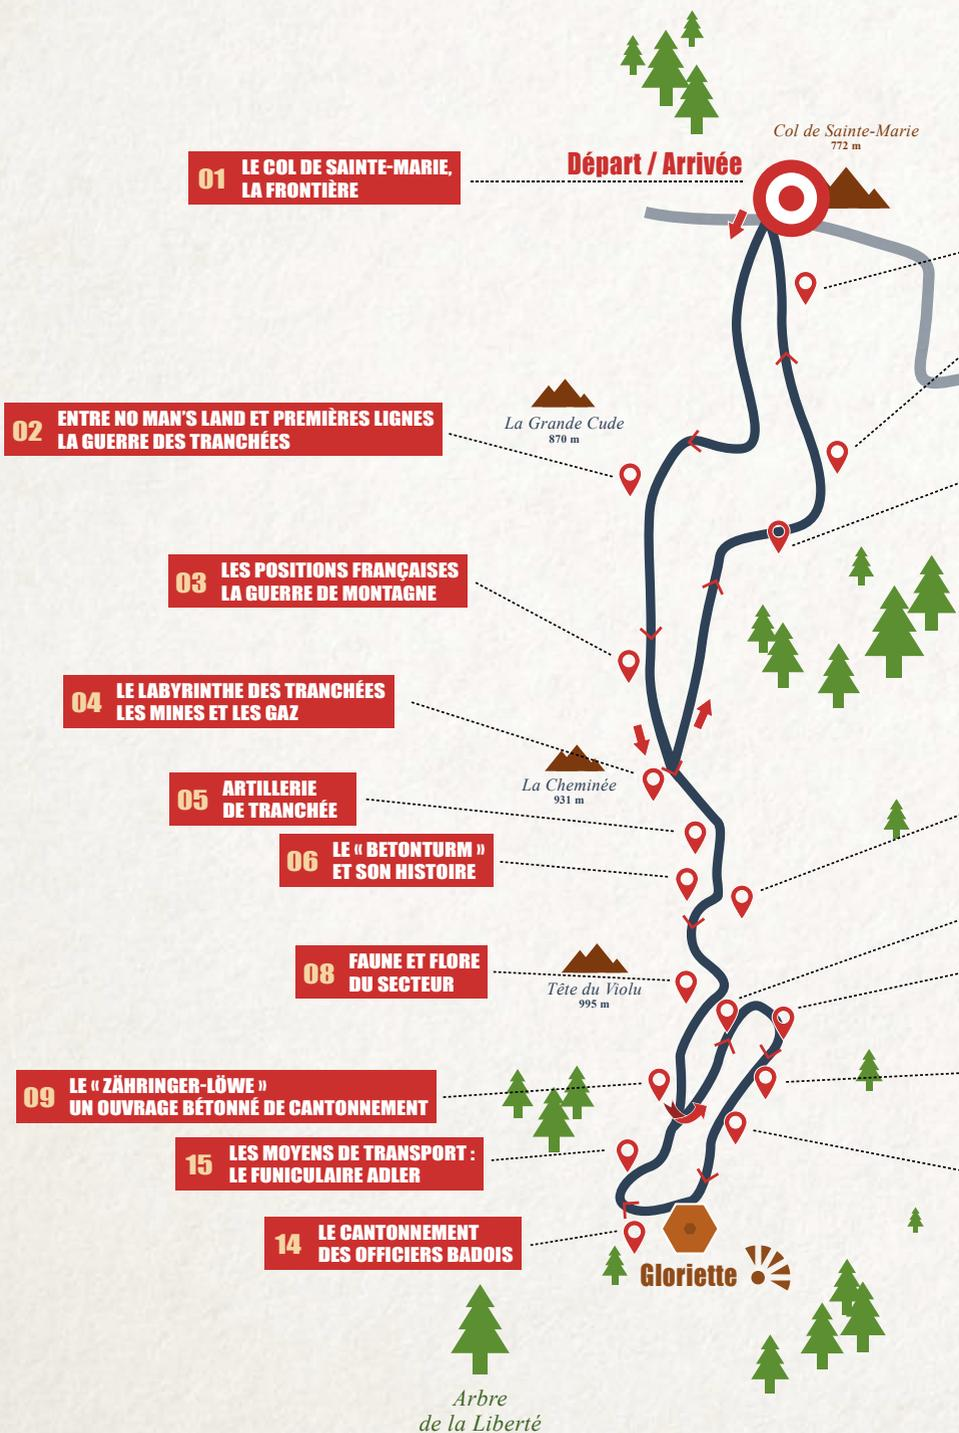 Col de Sainte-Marie
772 m
Départ / Arrivée
01
LE COL DE SAINTE-MARIE,
LA FRONTIÈRE
La Grande Cude
870 m
02
ENTRE NO MAN'S LAND ET PREMIÈRES LIGNES
LA GUERRE DES TRANCHÉES
03
LES POSITIONS FRANÇAISES
LA GUERRE DE MONTAGNE
04
LE LABYRINTHE DES TRANCHÉES
LES MINES ET LES GAZ
La Cheminée
931 m
05
ARTILLERIE
DE TRANCHÉE
06
LE « BETONTURM »
ET SON HISTOIRE
08
FAUNE ET FLORE
DU SECTEUR
Tête du Violu
995 m
09
LE « ZÄHRINGER-LÖWE »
UN OUVRAGE BÉTONNÉ DE CANTONNEMENT
15
LES MOYENS DE TRANSPORT :
LE FUNICULAIRE ADLER
14
LE CANTONNEMENT
DES OFFICIERS BADOIS
Gloriette
Arbre
de la Liberté